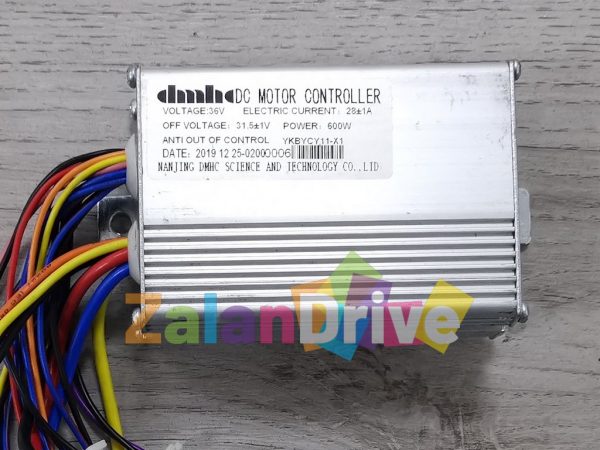 dmhc DC MOTOR CONTROLLER
VOLTAGE:36V ELECTRIC CURRENT: 28±1A
OFF VOLTAGE: 31.5±1V POWER: 600W
ANTI OUT OF CONTROL YKBYCY11-X1
DATE: 2019 12 25-02000006
NANJING DMHC SCIENCE AND TECHNOLOGY CO.,LTD
ZalanDrive